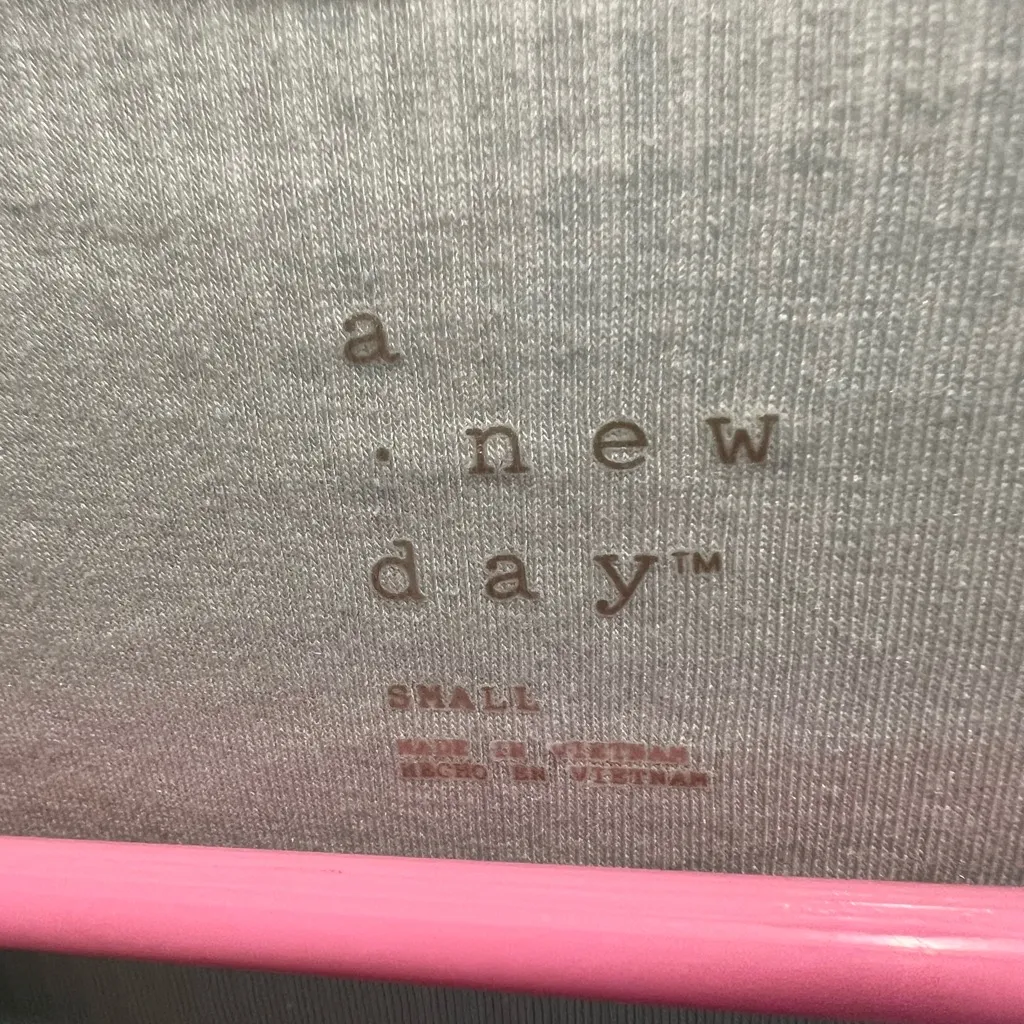 a
. new
day™
SMALL
MADE IN VIETNAM
HECHO EN VIETNAM